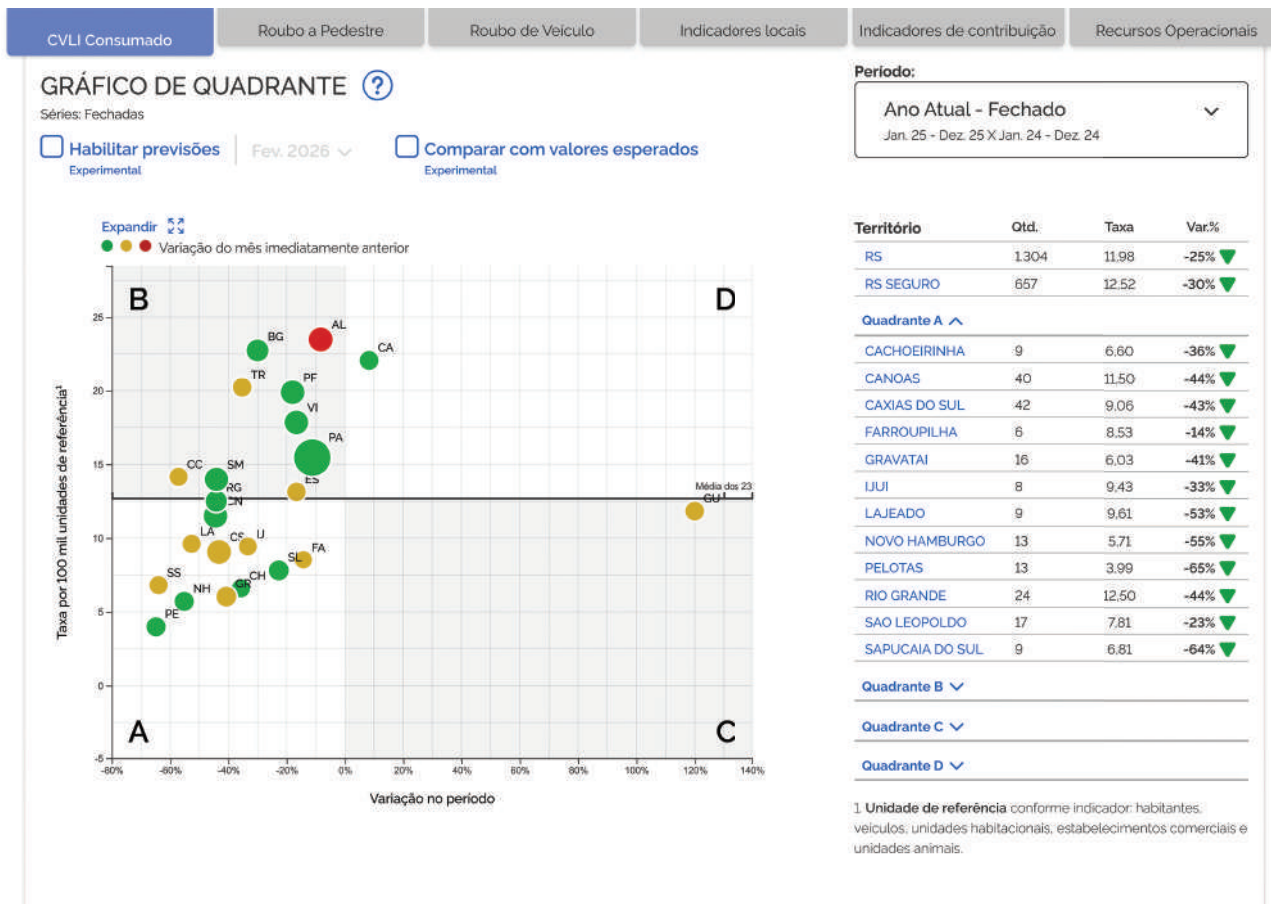 CVLI Consumado
Roubo a Pedestre
Roubo de Veículo
Indicadores locais
Indicadores de contribuição
Recursos Operacionais
GRÁFICO DE QUADRANTE ?
Séries: Fechadas
Habilitar previsões
Experimental
Fev. 2026
Comparar com valores esperados
Experimental
Período:
Ano Atual - Fechado
Jan. 25 - Dez. 25 X Jan. 24 - Dez. 24
Expandir
Variação do mês imediatamente anterior
B
D
A
C
AL
BG
CA
TR
PF
VI
PA
CC
SM
ES
RG
CN
Média dos 23
GU
LA
CS
IJ
FA
SL
SS
NH
GR
CH
PE
25
20
15
10
5
0
-5
-80%
-60%
-40%
-20%
0%
20%
40%
60%
80%
100%
120%
140%
Taxa por 100 mil unidades de referência¹
Variação no período
Território Qtd. Taxa Var.%
RS 1.304 11,98 -25%
RS SEGURO 657 12,52 -30%
Quadrante A
CACHOEIRINHA 9 6,60 -36%
CANOAS 40 11,50 -44%
CAXIAS DO SUL 42 9,06 -43%
FARROUPILHA 6 8,53 -14%
GRAVATAI 16 6,03 -41%
IJUI 8 9,43 -33%
LAJEADO 9 9,61 -53%
NOVO HAMBURGO 13 5,71 -55%
PELOTAS 13 3,99 -65%
RIO GRANDE 24 12,50 -44%
SAO LEOPOLDO 17 7,81 -23%
SAPUCAIA DO SUL 9 6,81 -64%
Quadrante B
Quadrante C
Quadrante D
1 Unidade de referência conforme indicador: habitantes,
veículos, unidades habitacionais, estabelecimentos comerciais e
unidades animais.